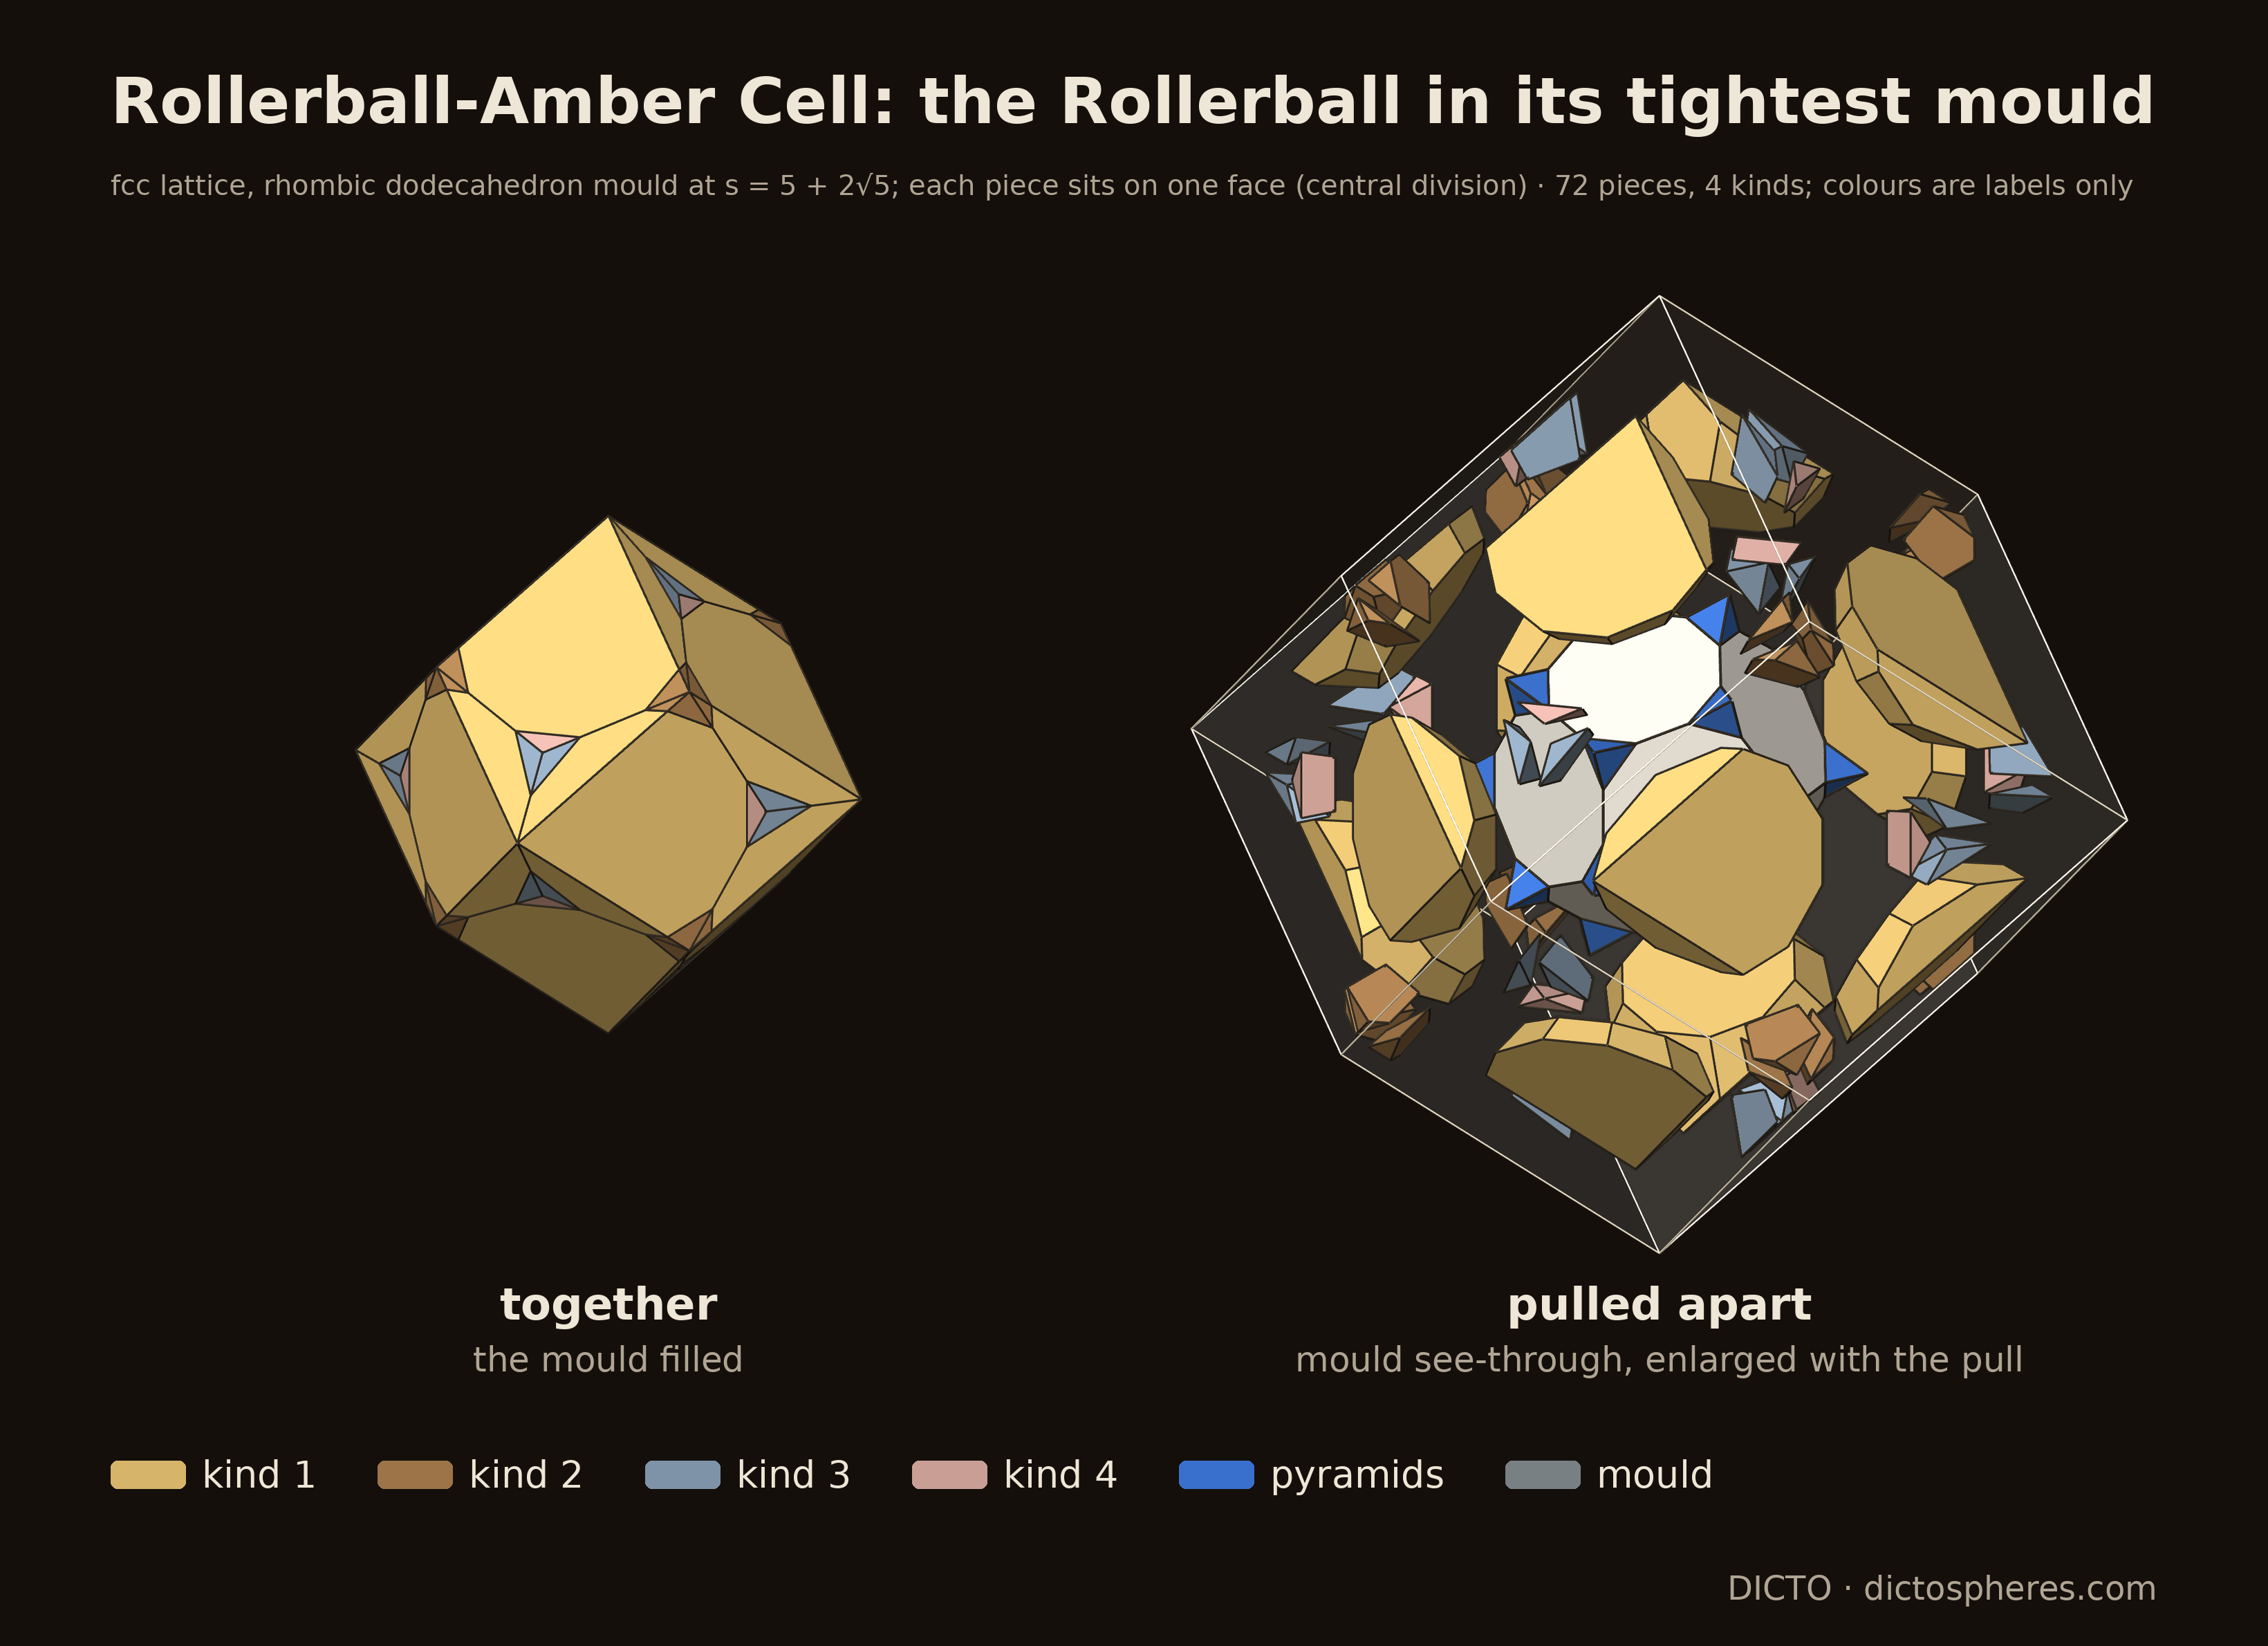 Rollerball-Amber Cell: the Rollerball in its tightest mould
fcc lattice, rhombic dodecahedron mould at s = 5 + 2√5; each piece sits on one face (central division) · 72 pieces, 4 kinds; colours are labels only
together
the mould filled
pulled apart
mould see-through, enlarged with the pull
kind 1
kind 2
kind 3
kind 4
pyramids
mould
DICTO · dictospheres.com